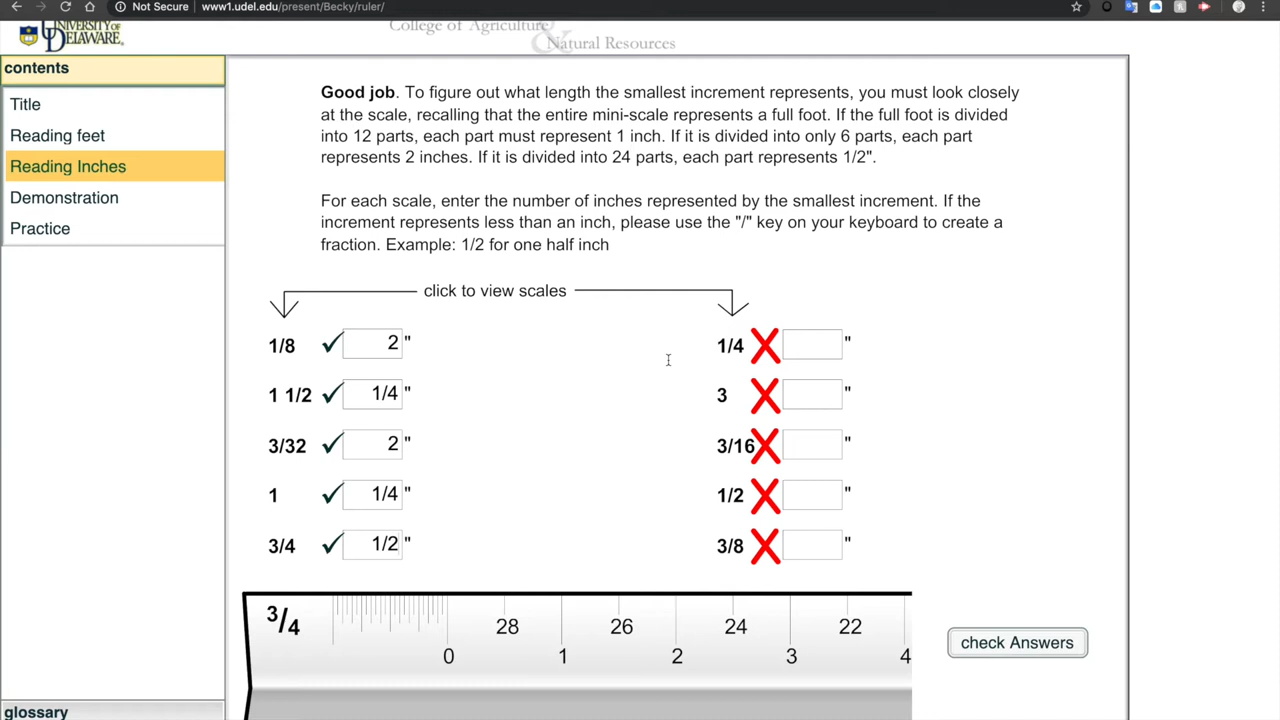 Not Secure www1.udel.edu/present/Becky/ruler/
UNIVERSITY OF DELAWARE
College of Agriculture
& Natural Resources
contents
Title
Reading feet
Reading Inches
Demonstration
Practice
Good job. To figure out what length the smallest increment represents, you must look closely
at the scale, recalling that the entire mini-scale represents a full foot. If the full foot is divided
into 12 parts, each part must represent 1 inch. If it is divided into only 6 parts, each part
represents 2 inches. If it is divided into 24 parts, each part represents 1/2".
For each scale, enter the number of inches represented by the smallest increment. If the
increment represents less than an inch, please use the "/" key on your keyboard to create a
fraction. Example: 1/2 for one half inch
click to view scales
1/8 2 " 1/4 "
1 1/2 1/4 " 3 "
3/32 2 " 3/16 "
1 1/4 " 1/2 "
3/4 1/2 " 3/8 "
3/4 28 26 24 22
0 1 2 3 4
check Answers
glossary